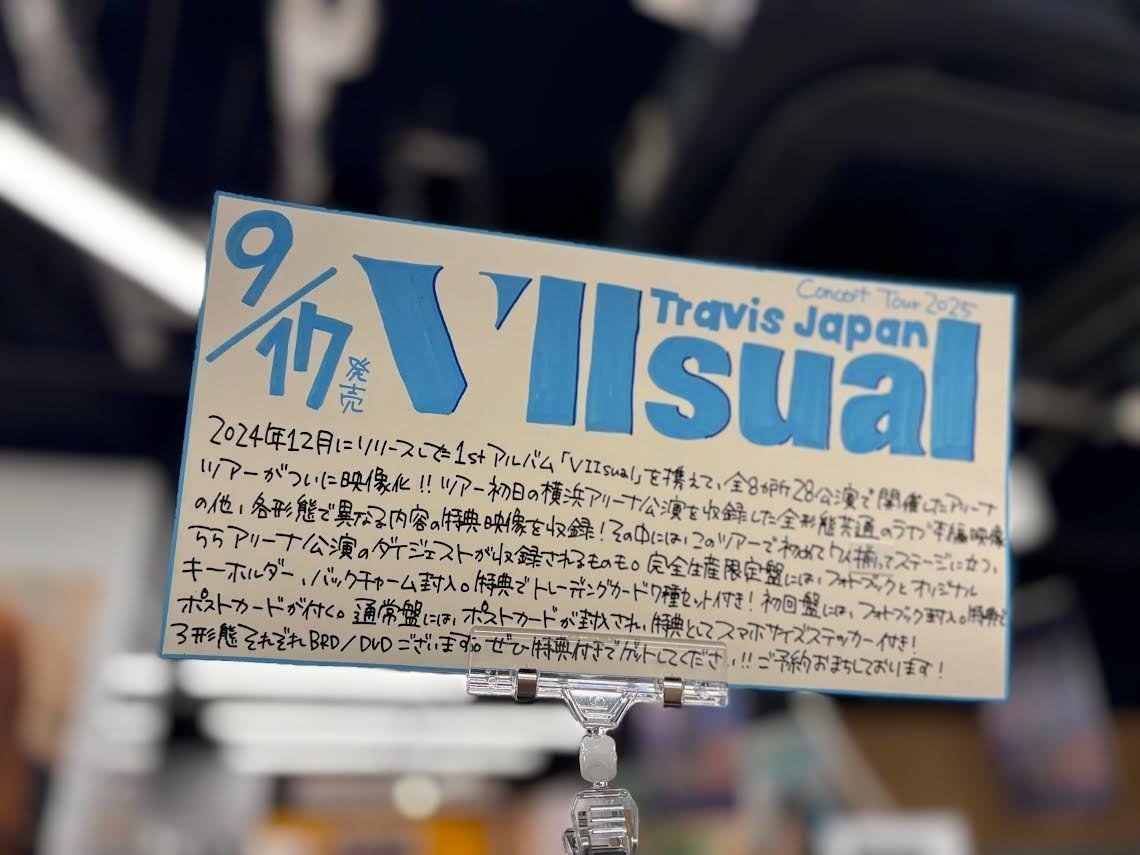 9/17発売
Concert Tour 2025
Travis Japan
VIIsual
2024年12月にリリースした1stアルバム「VIIsual」を携えて、全8か所28公演で開催したアリーナ
ツアーがついに映像化!!ツアー初日の横浜アリーナ公演を収録した全形態共通のライブ本編映像
の他、各形態で異なる内容の特典映像を収録!その中には、このツアーで初めて7人揃ってステージに立つ、
ららアリーナ公演のダイジェストが収録されるものも。完全生産限定盤には、フォトブックとオリジナル
キーホルダー、バックチャーム封入。特典でトレーディングカード7種セット付き!初回盤には、フォトブック封入。特典で
ポストカードが付く。通常盤には、ポストカードが封入され、特典としてスマホサイズステッカー付き!
3形態それぞれBRD/DVDございます。ぜひ特典付きでゲットしてください!!ご予約おまちしております!